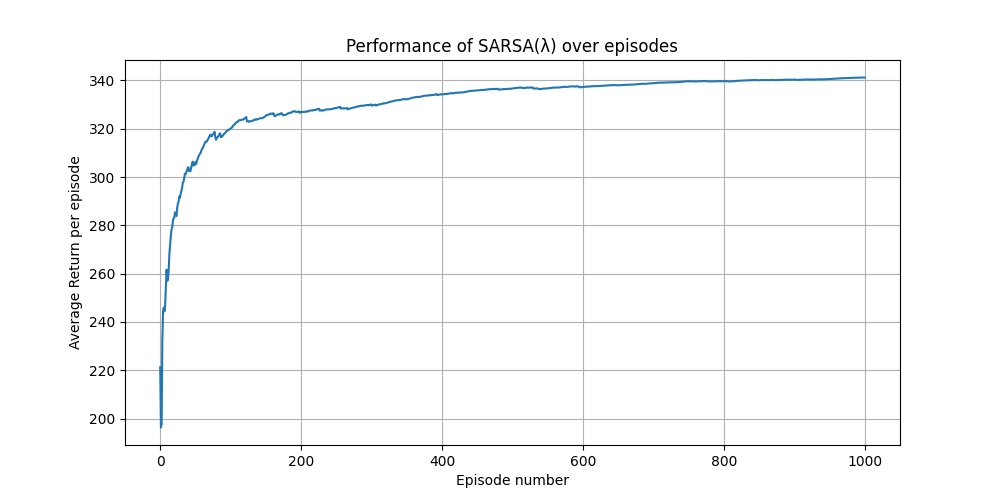 Performance of SARSA(λ) over episodes
Average Return per episode
340
320
300
280
260
240
220
200
0 200 400 600 800 1000
Episode number